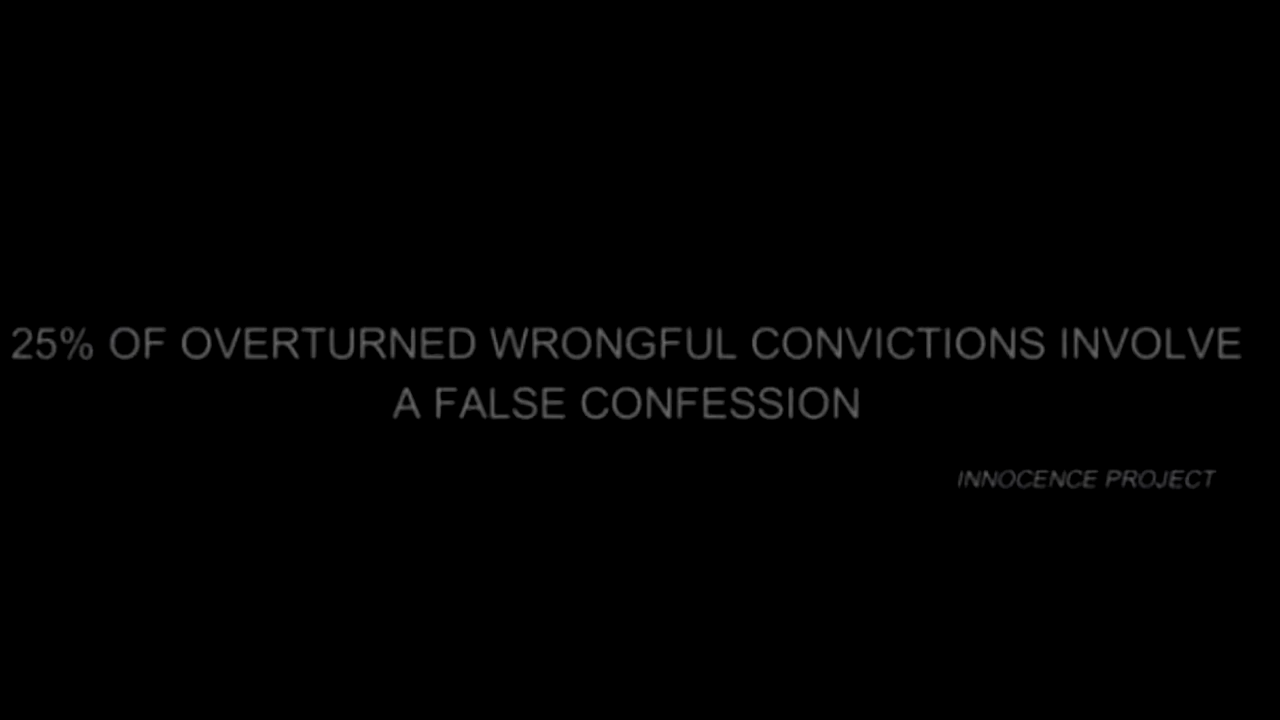 25% OF OVERTURNED WRONGFUL CONVICTIONS INVOLVE
A FALSE CONFESSION
INNOCENCE PROJECT